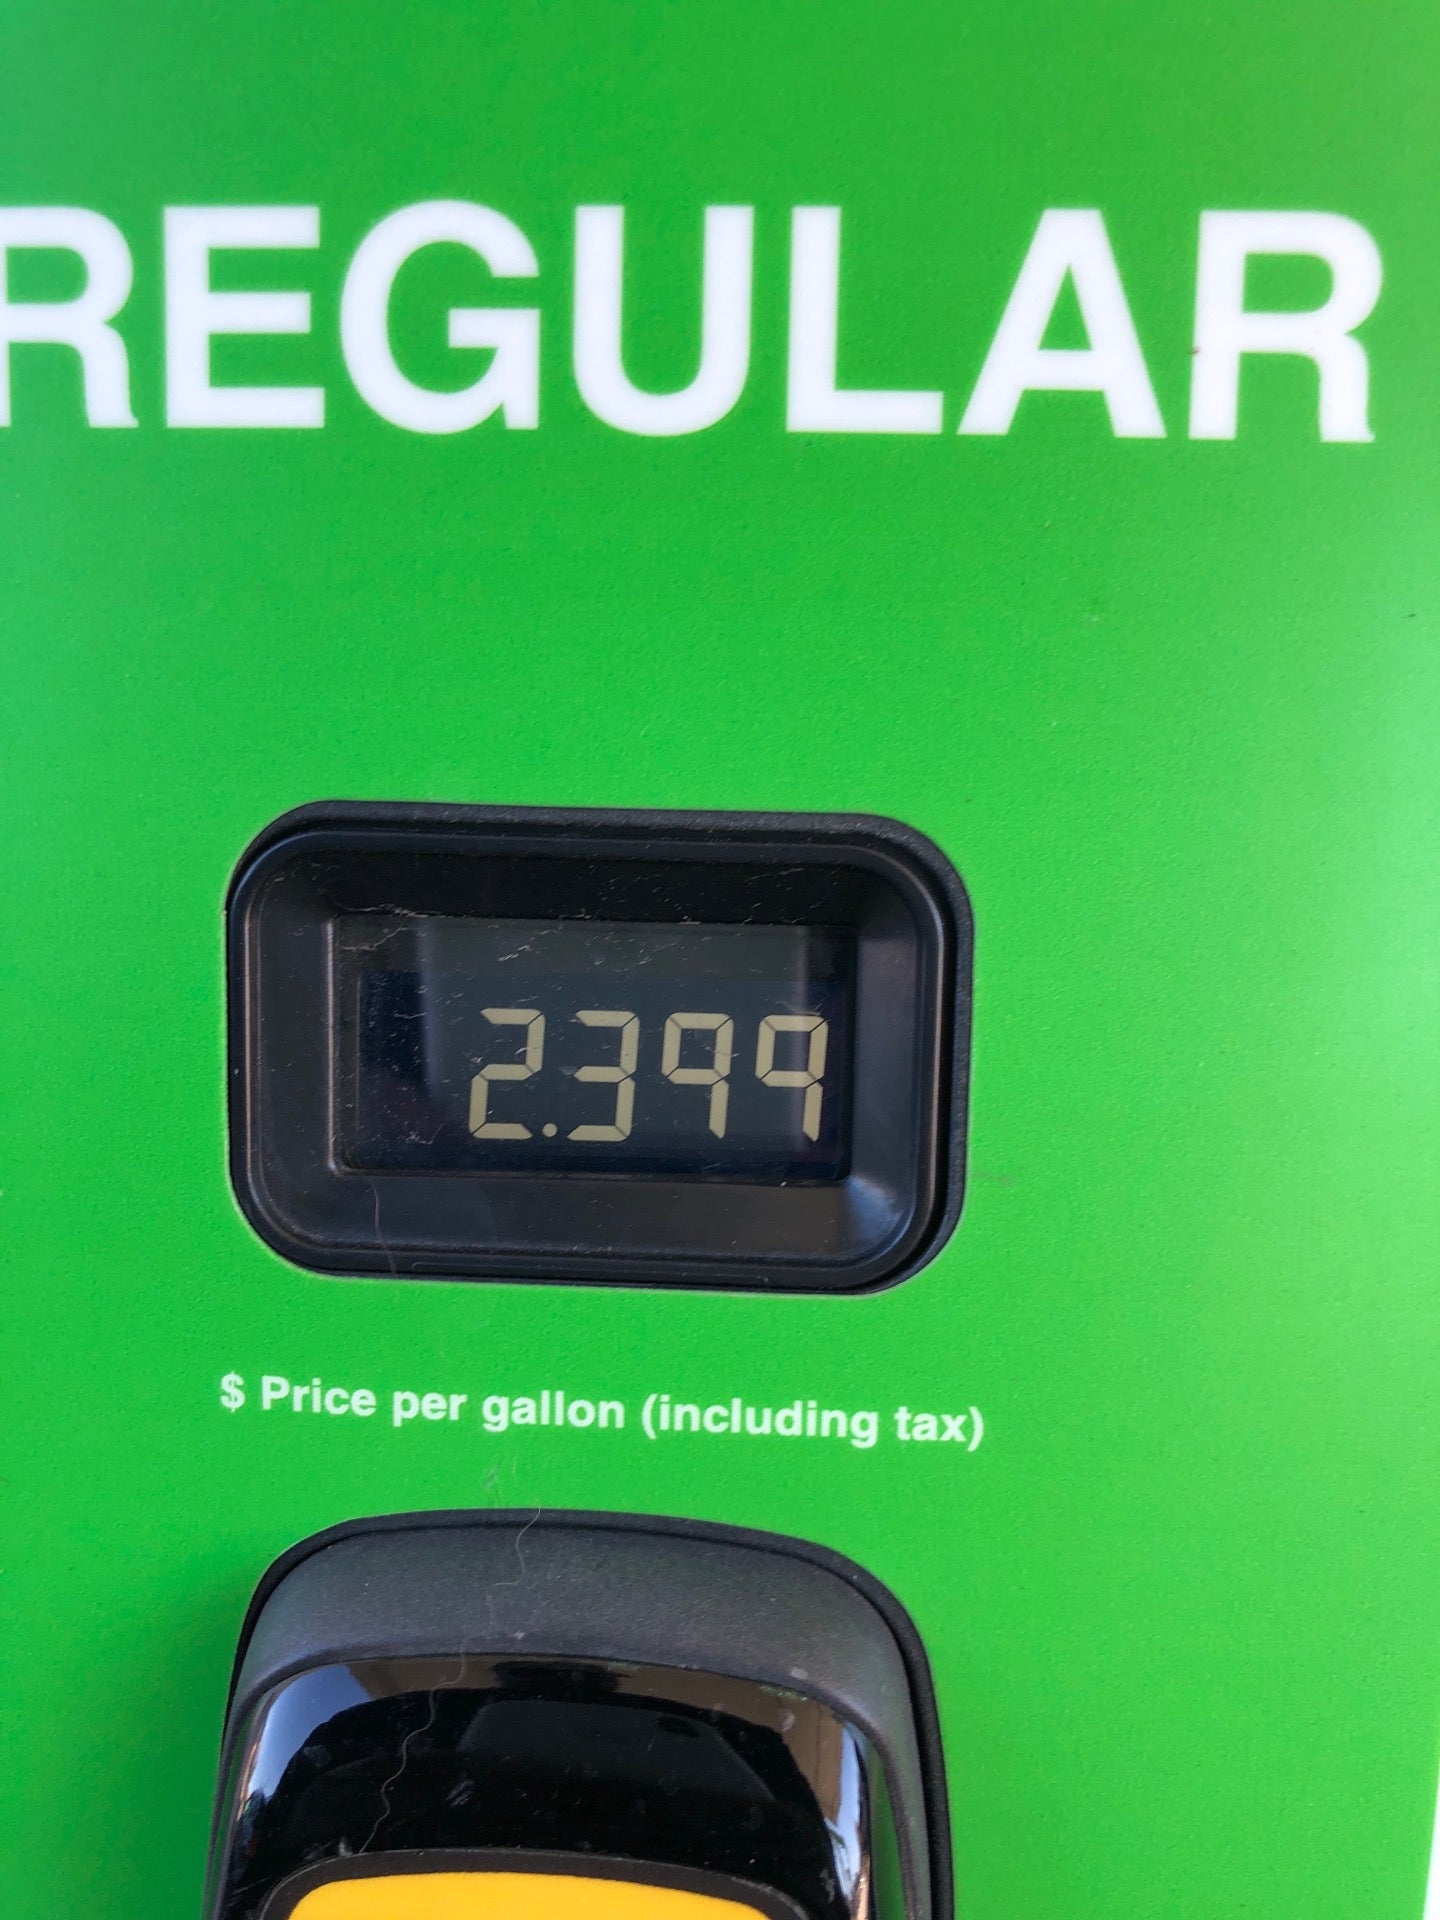 REGULAR
2.399
$ Price per gallon (including tax)